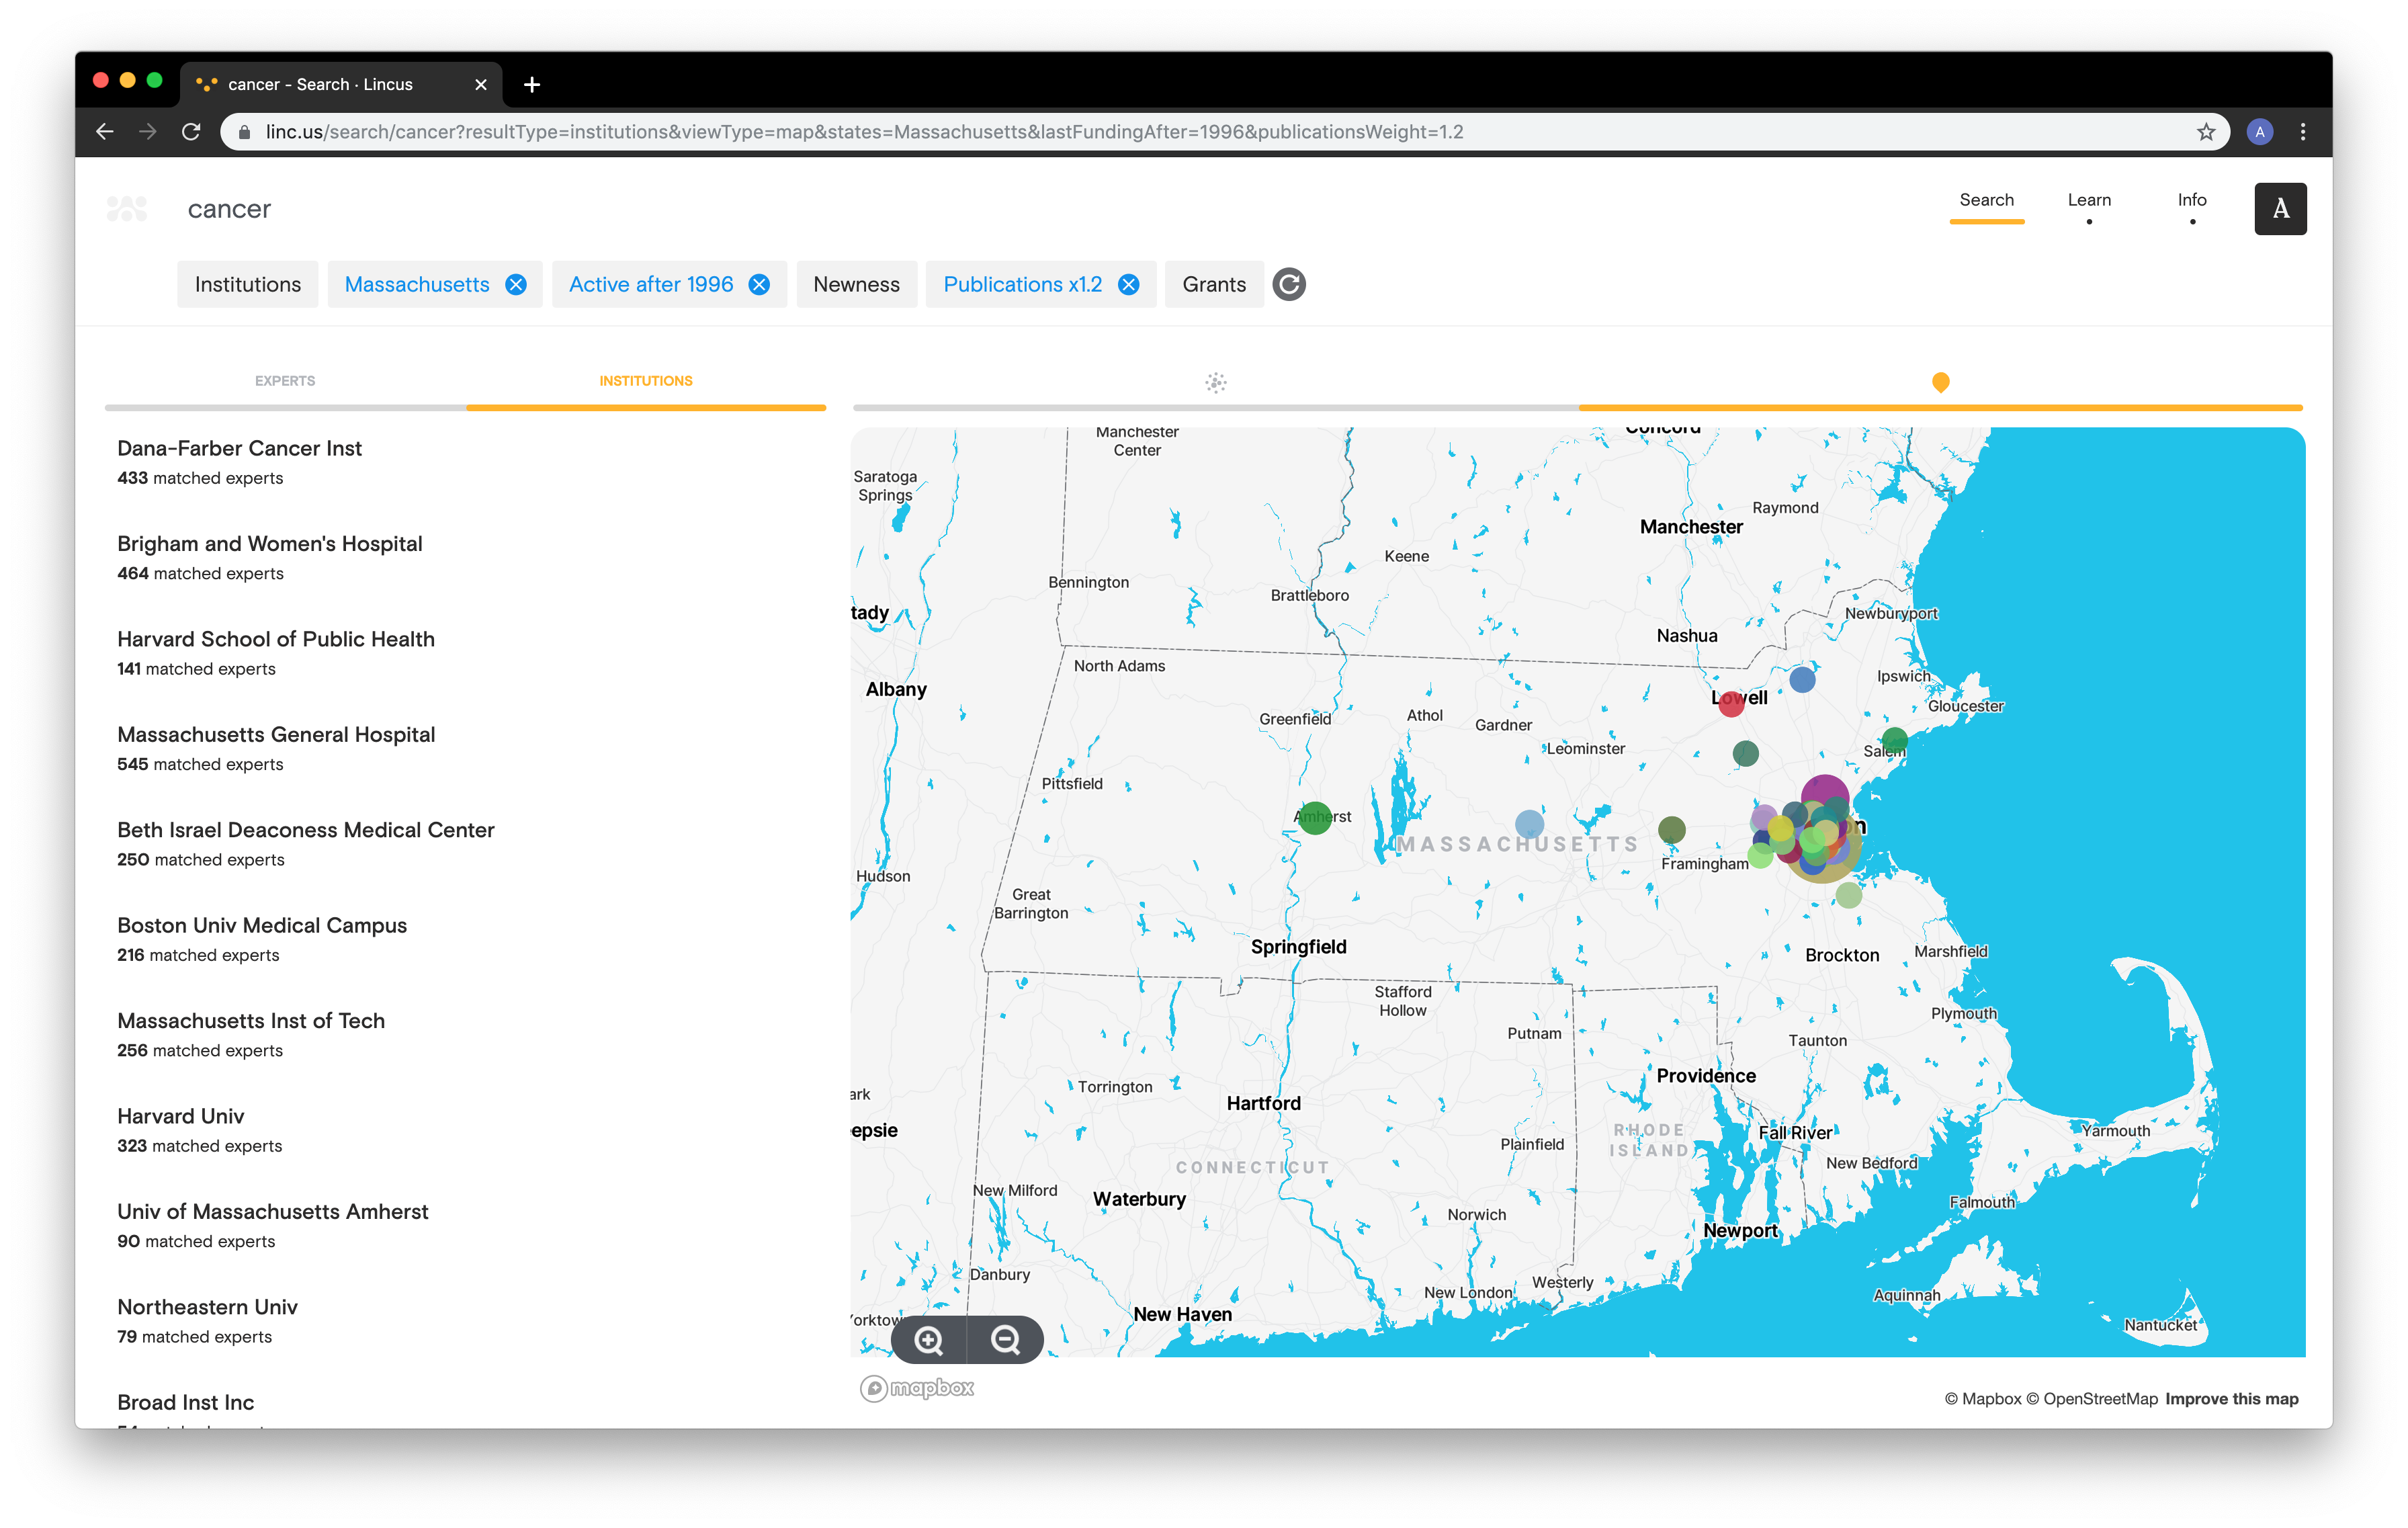 cancer - Search · Lincus
linc.us/search/cancer?resultType=institutions&viewType=map&states=Massachusetts&lastFundingAfter=1996&publicationsWeight=1.2
A
cancer
Search
Learn
Info
A
Institutions
Massachusetts
Active after 1996
Newness
Publications x1.2
Grants
EXPERTS
INSTITUTIONS
Dana-Farber Cancer Inst
433 matched experts
Brigham and Women's Hospital
464 matched experts
Harvard School of Public Health
141 matched experts
Massachusetts General Hospital
545 matched experts
Beth Israel Deaconess Medical Center
250 matched experts
Boston Univ Medical Campus
216 matched experts
Massachusetts Inst of Tech
256 matched experts
Harvard Univ
323 matched experts
Univ of Massachusetts Amherst
90 matched experts
Northeastern Univ
79 matched experts
Broad Inst Inc
Manchester
Center
Concord
Saratoga
Springs
Raymond
Manchester
Keene
Bennington
Brattleboro
tady
Newburyport
Nashua
North Adams
Ipswich
Albany
Lowell
Gloucester
Greenfield
Athol
Gardner
Leominster
Salem
Pittsfield
Amherst
MASSACHUSETTS
on
Framingham
Hudson
Great
Barrington
Springfield
Brockton
Marshfield
Stafford
Hollow
Plymouth
Putnam
Taunton
Providence
Torrington
ark
Hartford
epsie
RHODE
ISLAND
Fall River
Yarmouth
Plainfield
CONNECTICUT
New Bedford
New Milford
Waterbury
Falmouth
Norwich
Newport
Danbury
Westerly
New London
Aquinnah
New Haven
Yorktow
Nantucket
mapbox
© Mapbox © OpenStreetMap Improve this map